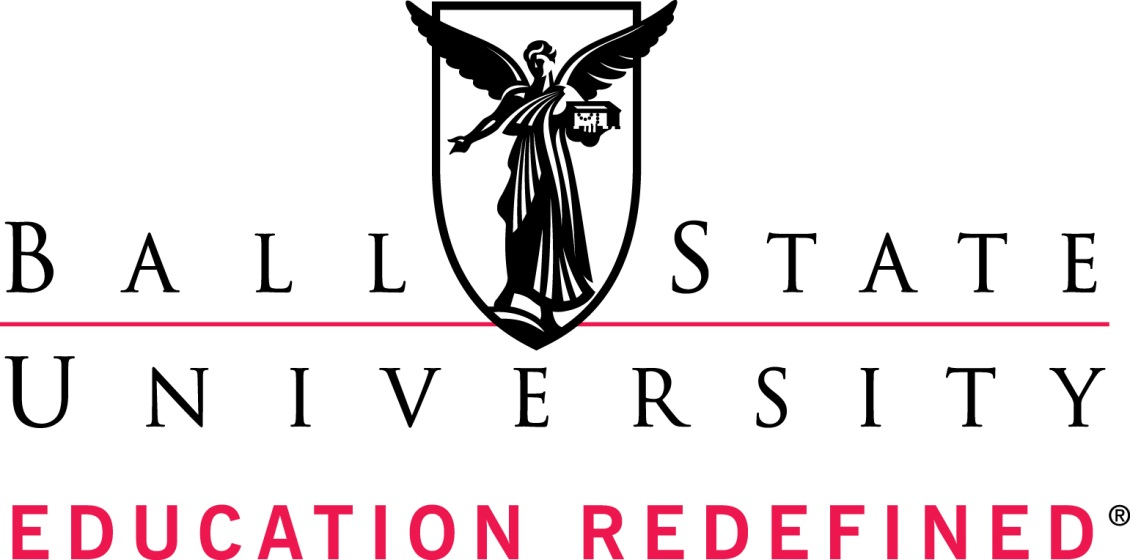 BALL STATE
UNIVERSITY
EDUCATION REDEFINED®